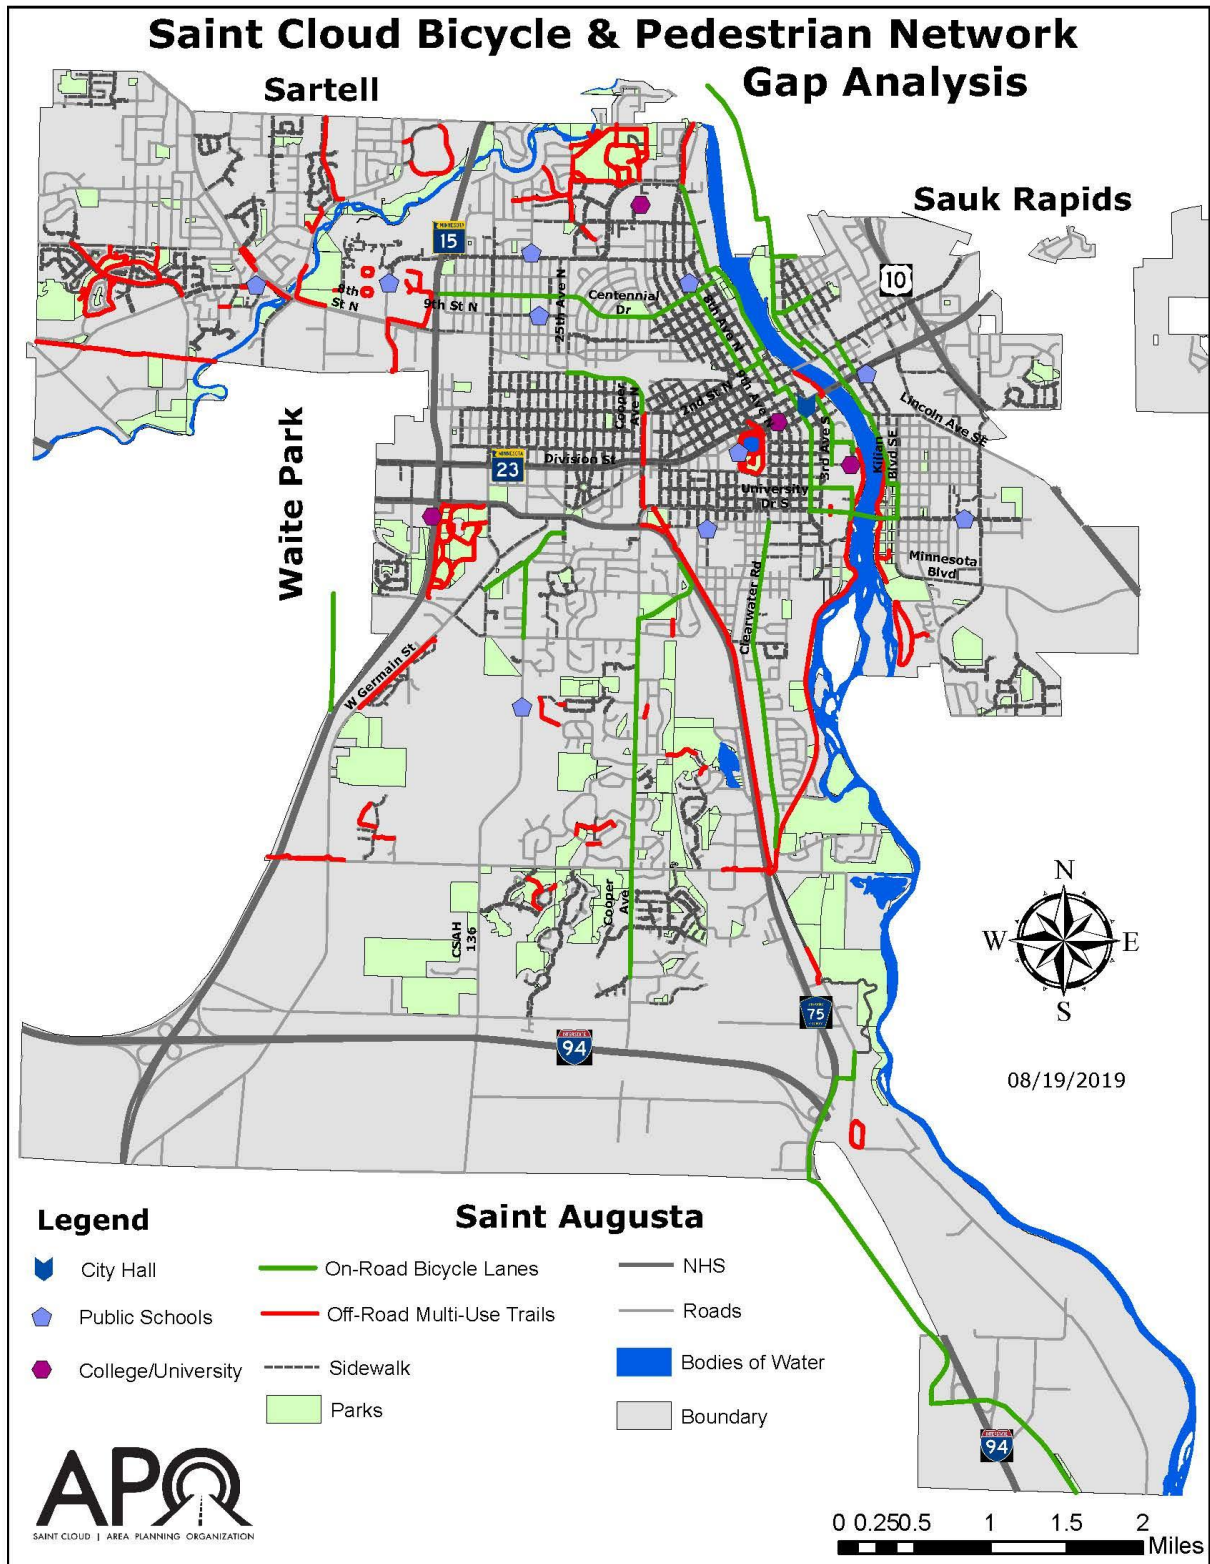 Saint Cloud Bicycle & Pedestrian Network
Gap Analysis
Sartell
Sauk Rapids
MINNESOTA
15
10
8th
St N
9th St N
25th Ave N
Centennial
Dr
8th Ave N
9th Ave N
2nd St N
Cooper
Ave N
Lincoln Ave SE
Kilian
Blvd SE
3rd Ave S
Waite Park
MINNESOTA
23
Division St
University
Dr S
Minnesota
Blvd
Clearwater Rd
W Germain St
CSAH
136
Cooper
Ave
N
W
E
S
75
94
08/19/2019
Saint Augusta
Legend
City Hall
On-Road Bicycle Lanes
NHS
Public Schools
Off-Road Multi-Use Trails
Roads
College/University
Sidewalk
Bodies of Water
Parks
Boundary
94
APO
SAINT CLOUD | AREA PLANNING ORGANIZATION
0 0.250.5 1 1.5 2
Miles